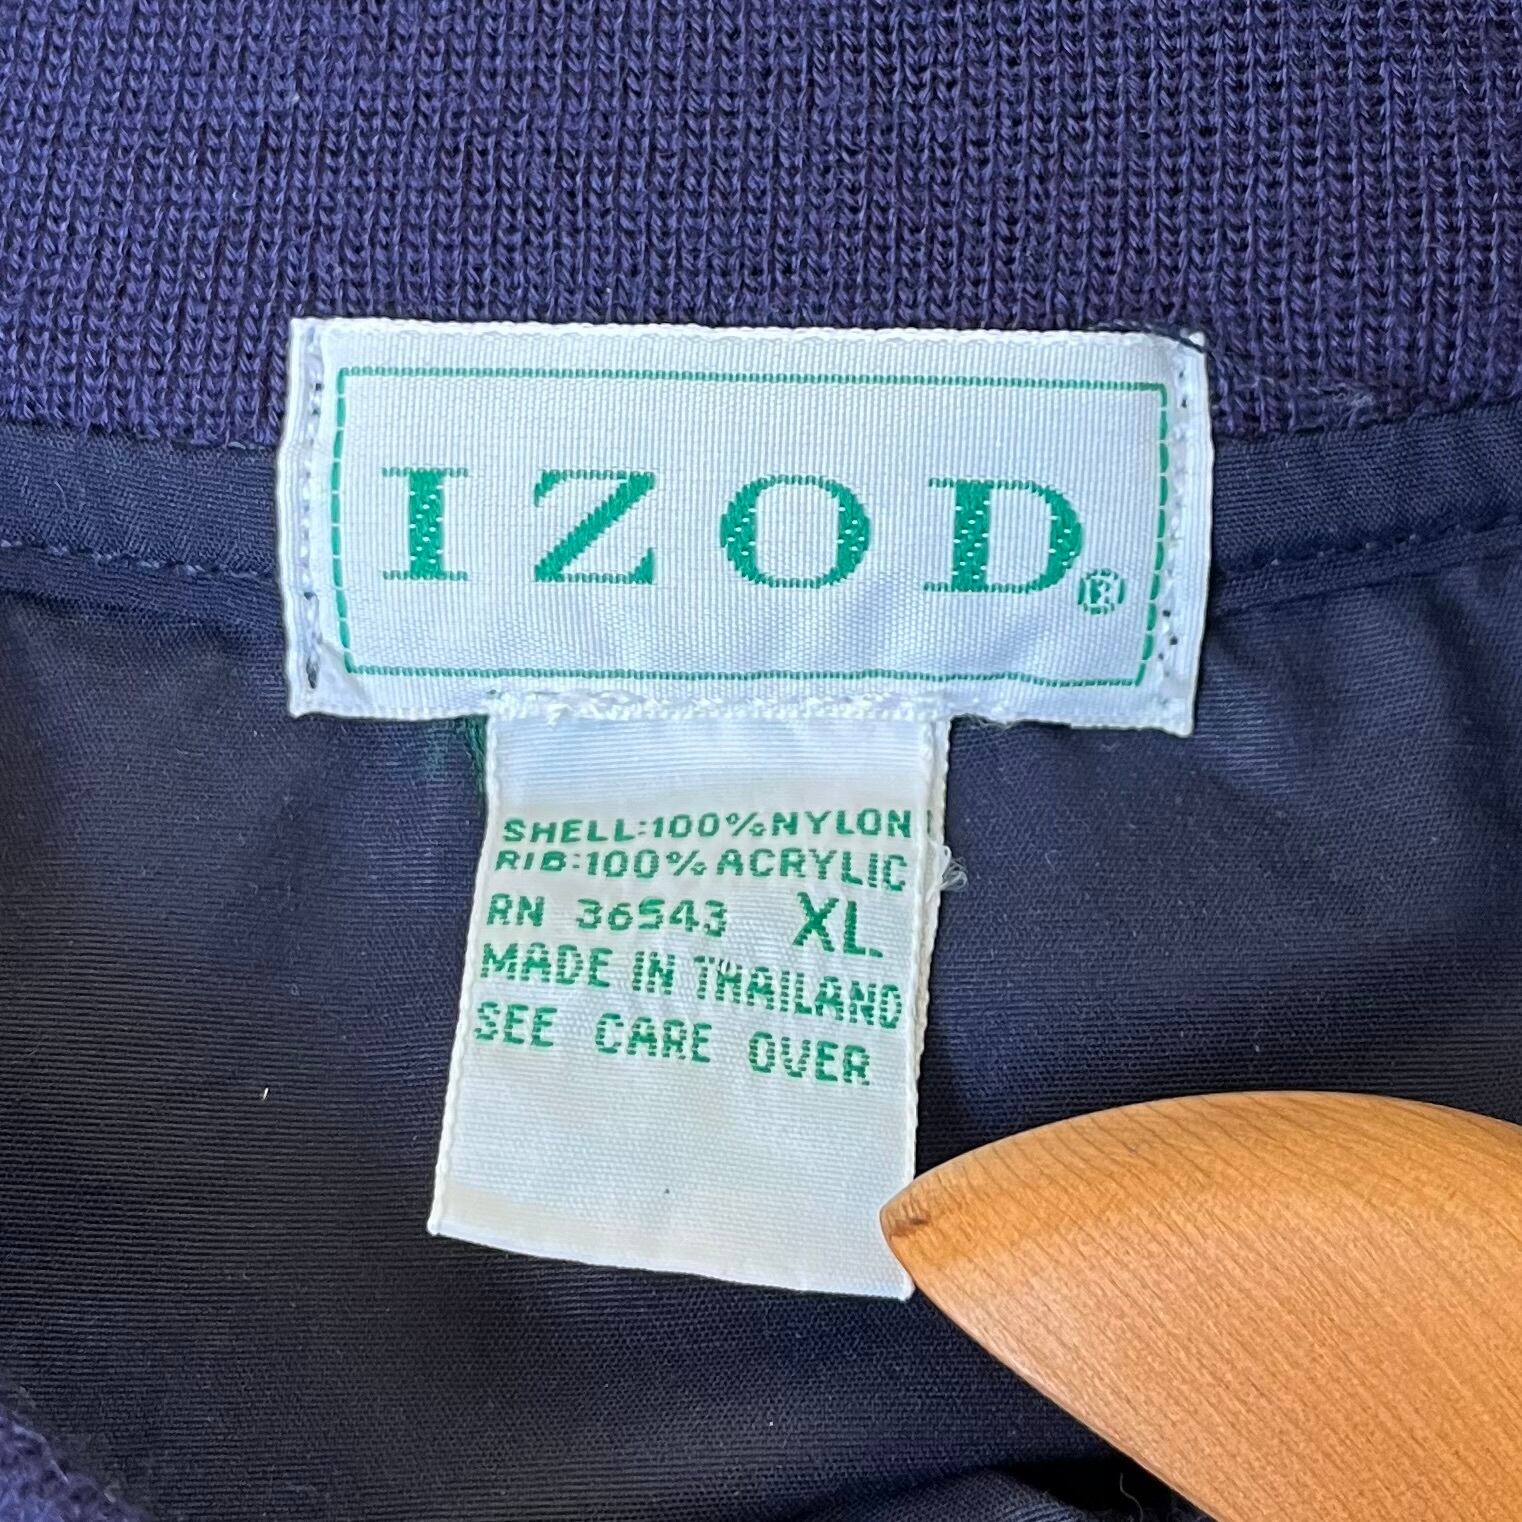 IZOD®
SHELL:100%NYLON
RIB:100%ACRYLIC
RN 36543 XL.
MADE IN THAILAND
SEE CARE OVER